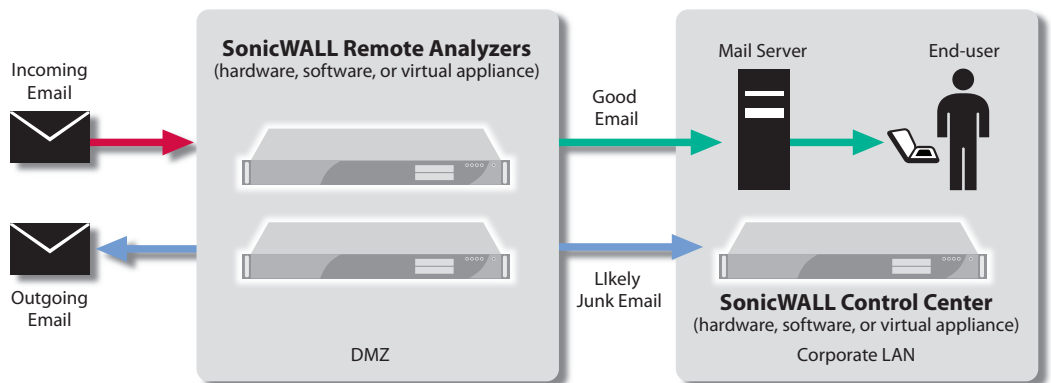 Incoming
Email
Outgoing
Email
SonicWALL Remote Analyzers
(hardware, software, or virtual appliance)
DMZ
Good
Email
LIkely
Junk Email
Mail Server
End-user
SonicWALL Control Center
(hardware, software, or virtual appliance)
Corporate LAN